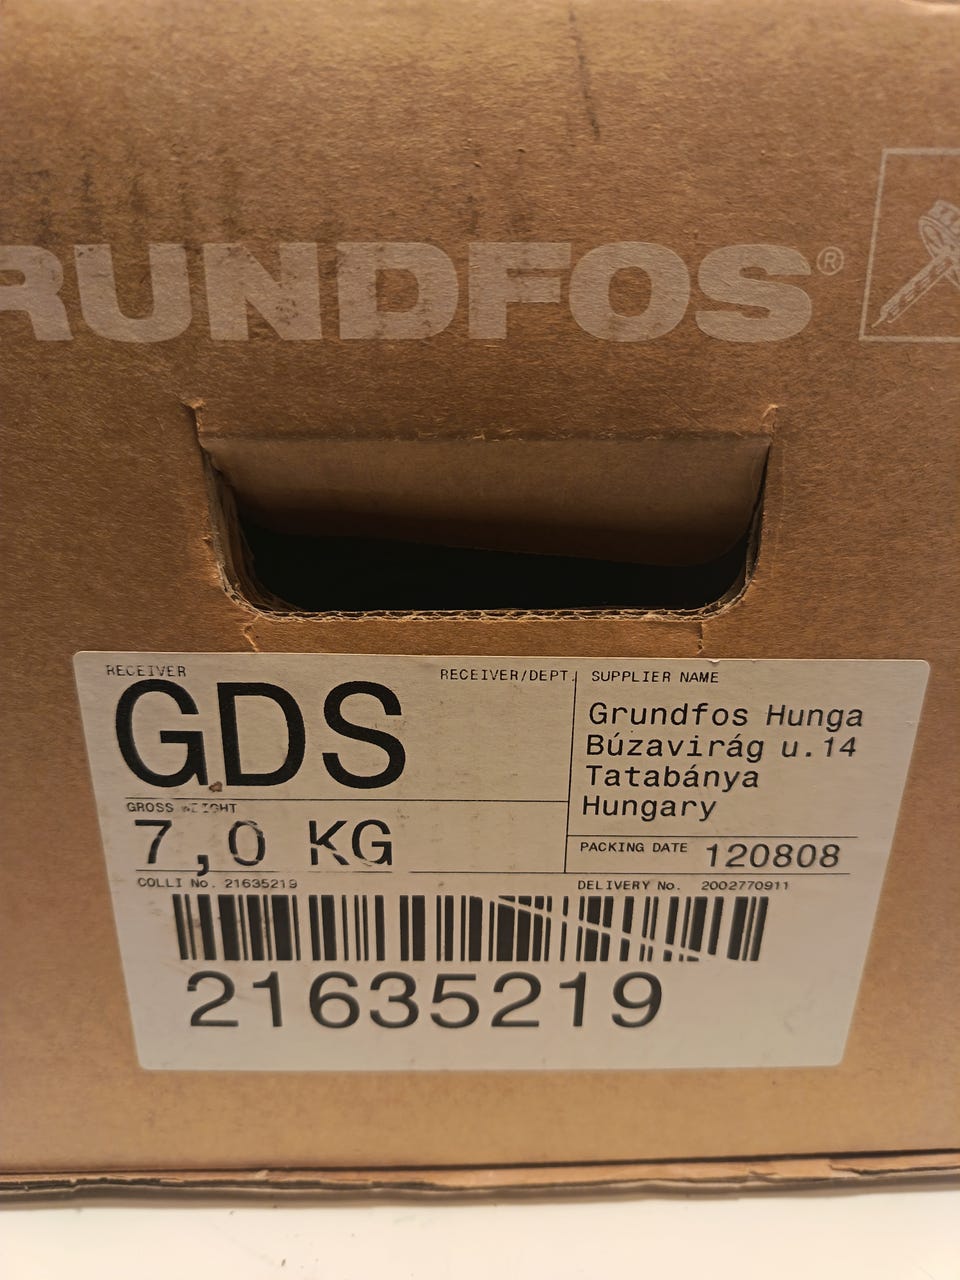 RUNDFOS®
RECEIVER
GDS
RECEIVER/DEPT.
SUPPLIER NAME
Grundfos Hunga
Búzavirág u.14
Tatabánya
Hungary
GROSS WEIGHT
7,0 KG
PACKING DATE 120808
COLLI No. 21635219
DELIVERY No. 2002770911
21635219